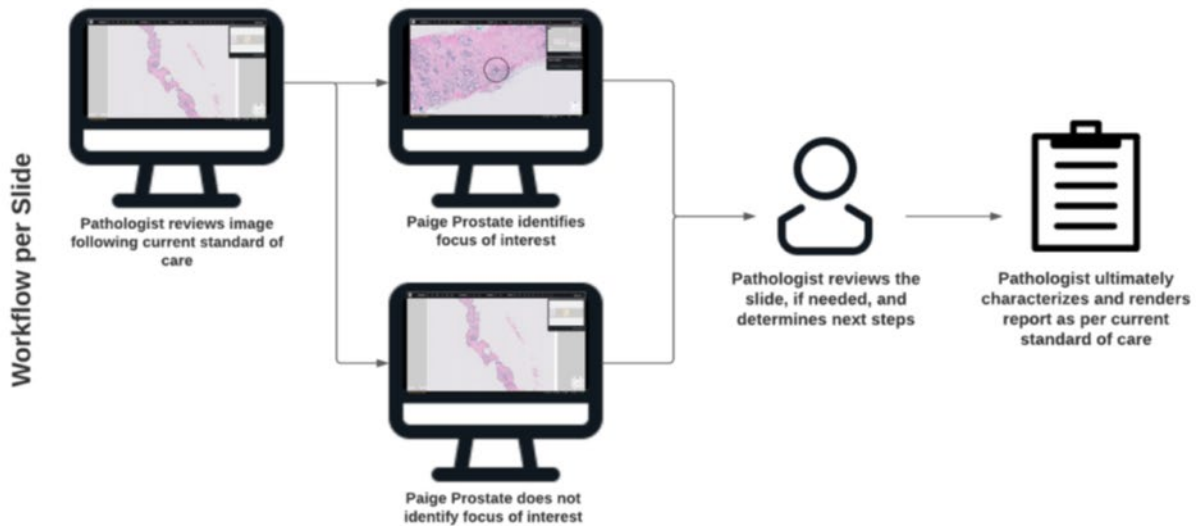 Workflow per Slide
Pathologist reviews image
following current standard of
care
Paige Prostate identifies
focus of interest
Paige Prostate does not
identify focus of interest
Pathologist reviews the
slide, if needed, and
determines next steps
Pathologist ultimately
characterizes and renders
report as per current
standard of care